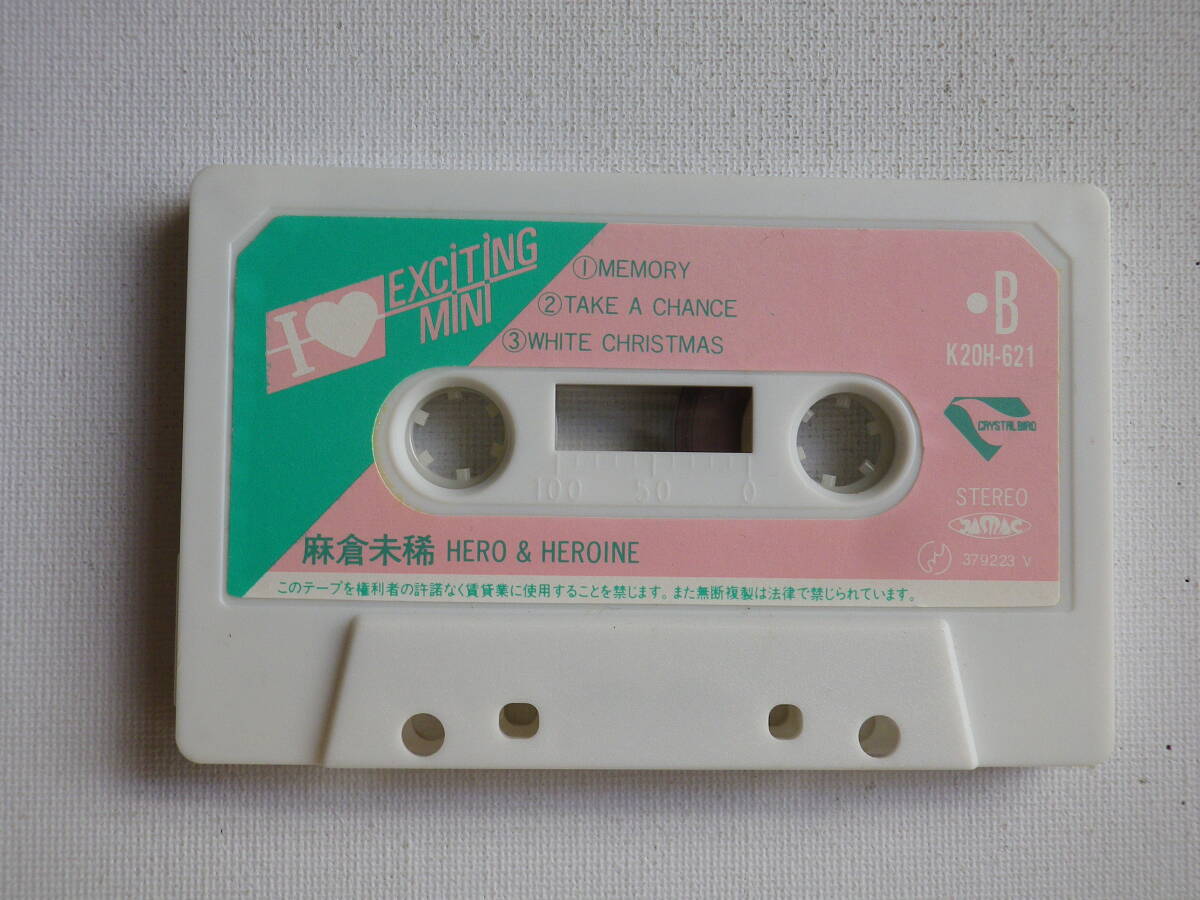 I ♥ EXCITING
MINI
①MEMORY
②TAKE A CHANCE
③WHITE CHRISTMAS
•B
K20H-621
CRYSTAL BIRD
STEREO
JASMAC
379223 V
100 50 0
麻倉未稀 HERO & HEROINE
このテープを権利者の許諾なく賃貸業に使用することを禁じます。また無断複製は法律で禁じられています。